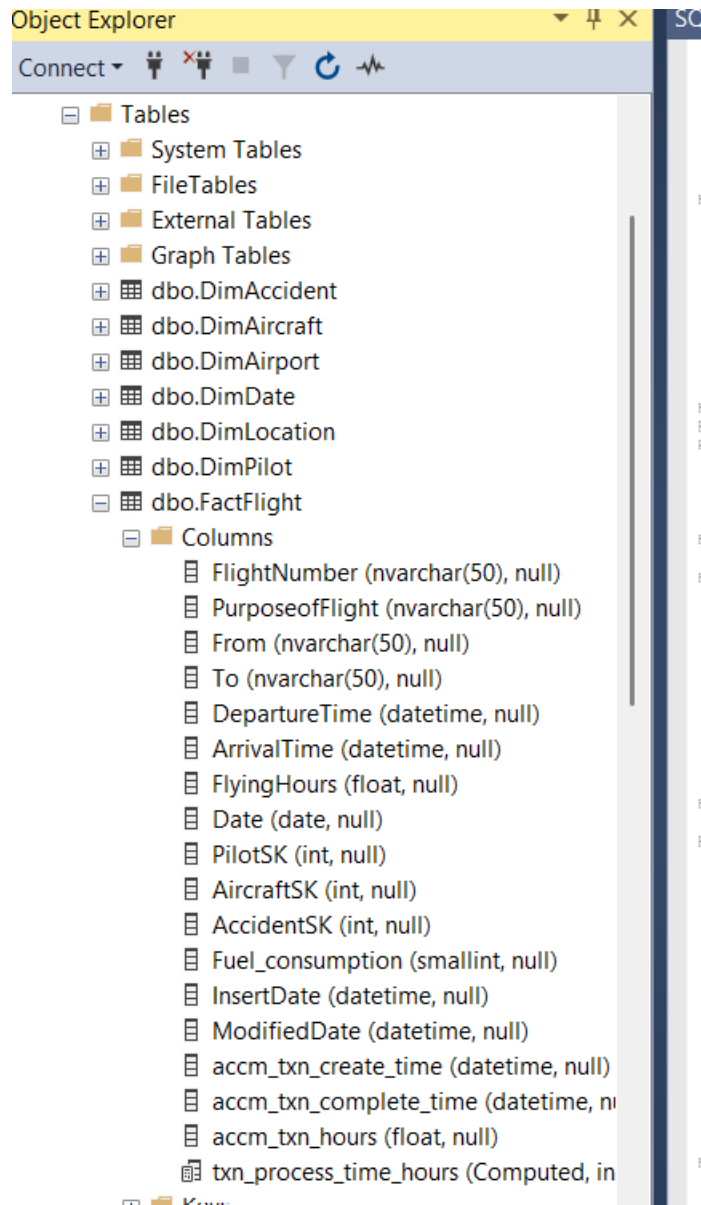 Object Explorer
SQ
Connect
Tables
System Tables
FileTables
External Tables
Graph Tables
dbo.DimAccident
dbo.DimAircraft
dbo.DimAirport
dbo.DimDate
dbo.DimLocation
dbo.DimPilot
dbo.FactFlight
Columns
FlightNumber (nvarchar(50), null)
PurposeofFlight (nvarchar(50), null)
From (nvarchar(50), null)
To (nvarchar(50), null)
DepartureTime (datetime, null)
ArrivalTime (datetime, null)
FlyingHours (float, null)
Date (date, null)
PilotSK (int, null)
AircraftSK (int, null)
AccidentSK (int, null)
Fuel_consumption (smallint, null)
InsertDate (datetime, null)
ModifiedDate (datetime, null)
accm_txn_create_time (datetime, null)
accm_txn_complete_time (datetime, nu
accm_txn_hours (float, null)
txn_process_time_hours (Computed, in
Keys